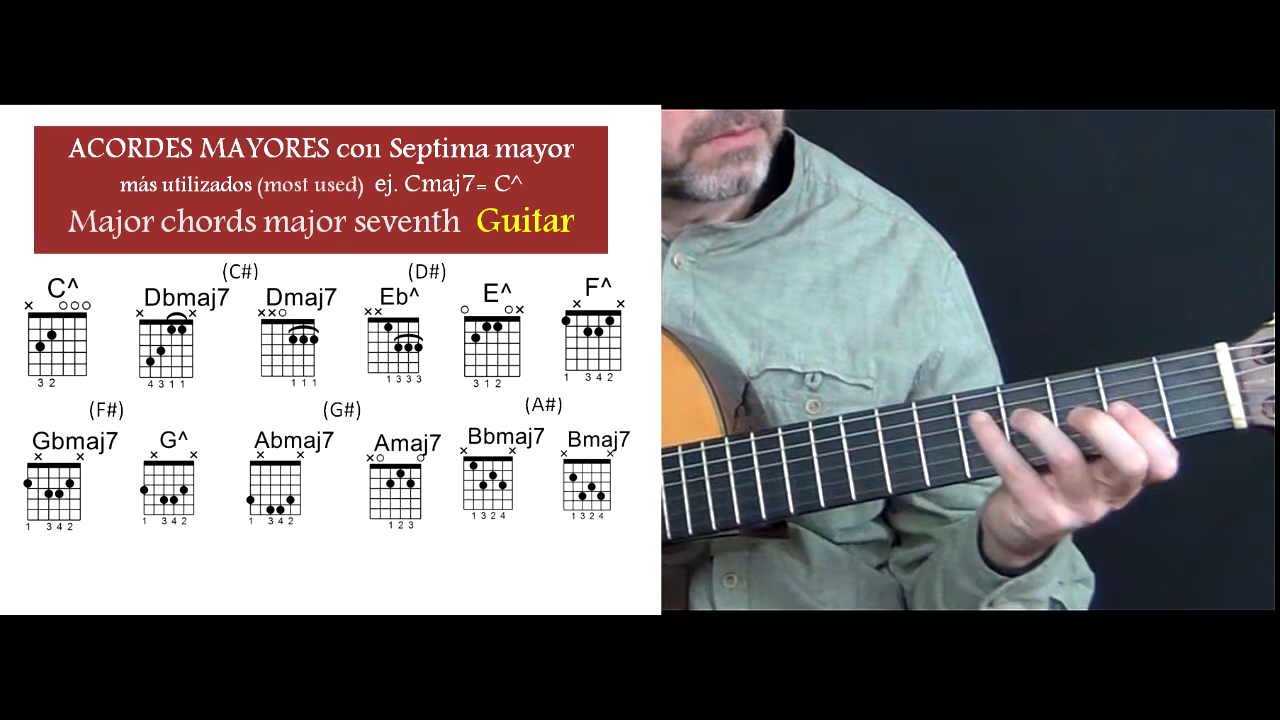 ACORDES MAYORES con Septima mayor
más utilizados (most used) ej. Cmaj7= C^
Major chords major seventh Guitar
(C#) (D#)
C^ Dbmaj7 Dmaj7 Eb^ E^ F^
× ○○○ × × ××○ ×× ○ ○× × ×
3 2 4 3 1 1 1 1 1 1 3 3 3 3 1 2 1 3 4 2
(F#) (G#) (A#)
Gbmaj7 G^ Abmaj7 Amaj7 Bbmaj7 Bmaj7
× × × × × × ×○ ○ × × × ×
1 3 4 2 1 3 4 2 1 3 4 2 1 2 3 1 3 2 4 1 3 2 4